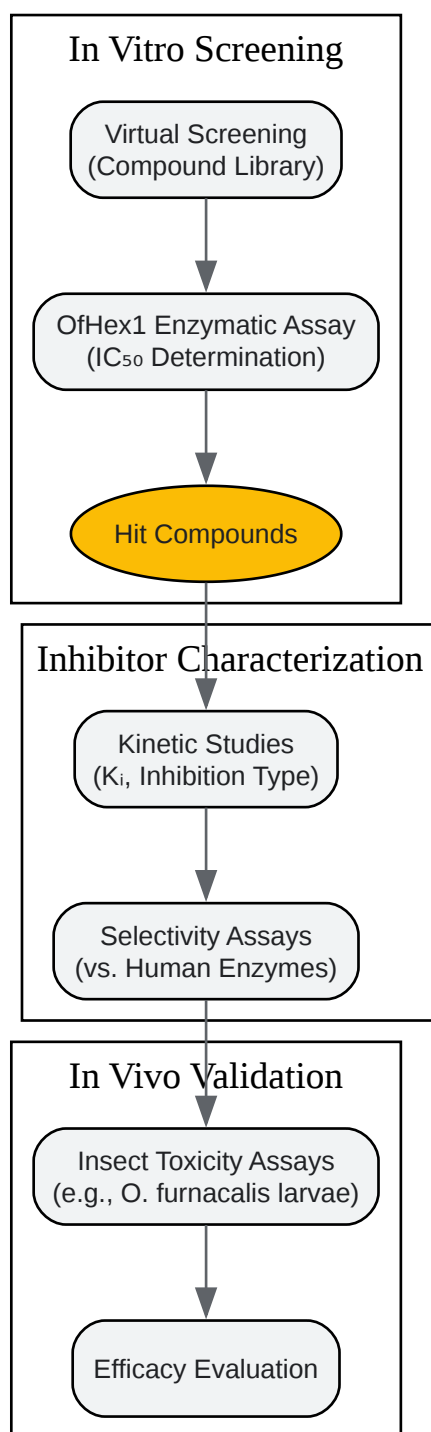 In Vitro Screening
Virtual Screening
(Compound Library)
OfHex1 Enzymatic Assay
(IC₅₀ Determination)
Hit Compounds
Inhibitor Characterization
Kinetic Studies
(Kᵢ, Inhibition Type)
Selectivity Assays
(vs. Human Enzymes)
In Vivo Validation
Insect Toxicity Assays
(e.g., O. furnacalis larvae)
Efficacy Evaluation